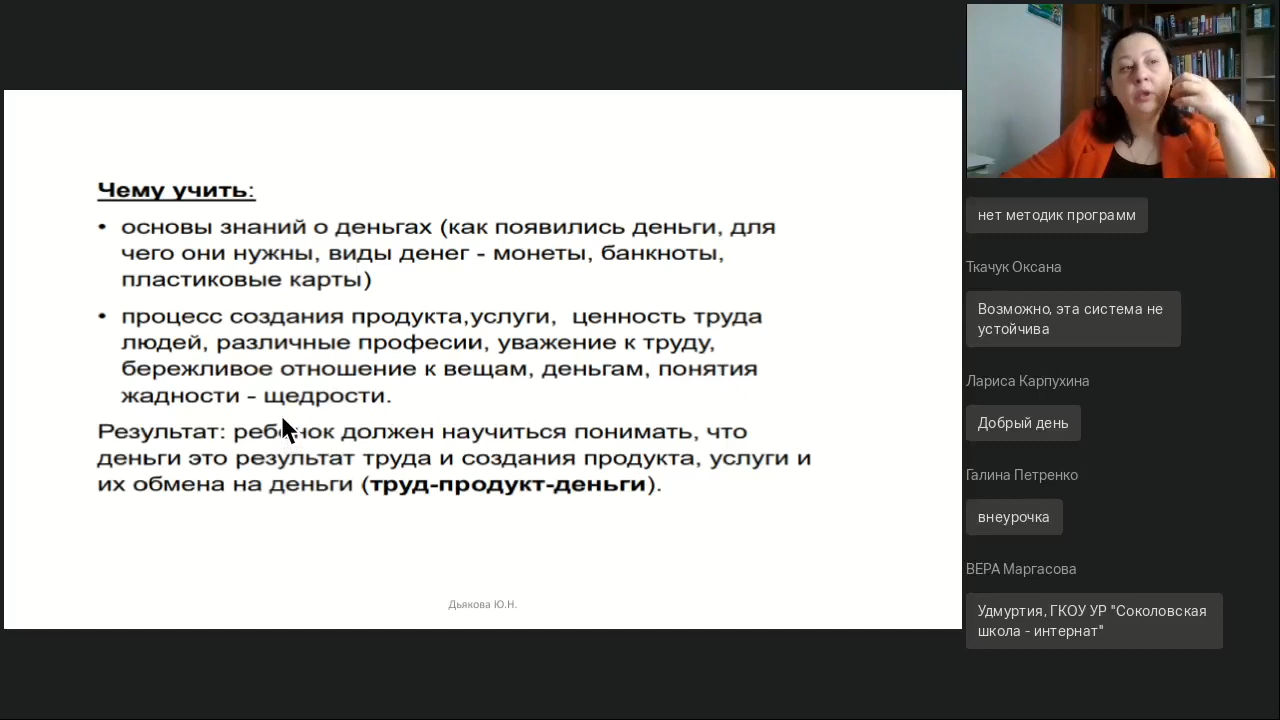 Чему учить:
• основы знаний о деньгах (как появились деньги, для
чего они нужны, виды денег - монеты, банкноты,
пластиковые карты)
• процесс создания продукта,услуги, ценность труда
людей, различные професии, уважение к труду,
бережливое отношение к вещам, деньгам, понятия
жадности - щедрости.
Результат: ребенок должен научиться понимать, что
деньги это результат труда и создания продукта, услуги и
их обмена на деньги (труд-продукт-деньги).
Дьякова Ю.Н.
нет методик программ
Ткачук Оксана
Возможно, эта система не
устойчива
Лариса Карпухина
Добрый день
Галина Петренко
внеурочка
ВЕРА Маргасова
Удмуртия, ГКОУ УР "Соколовская
школа - интернат"